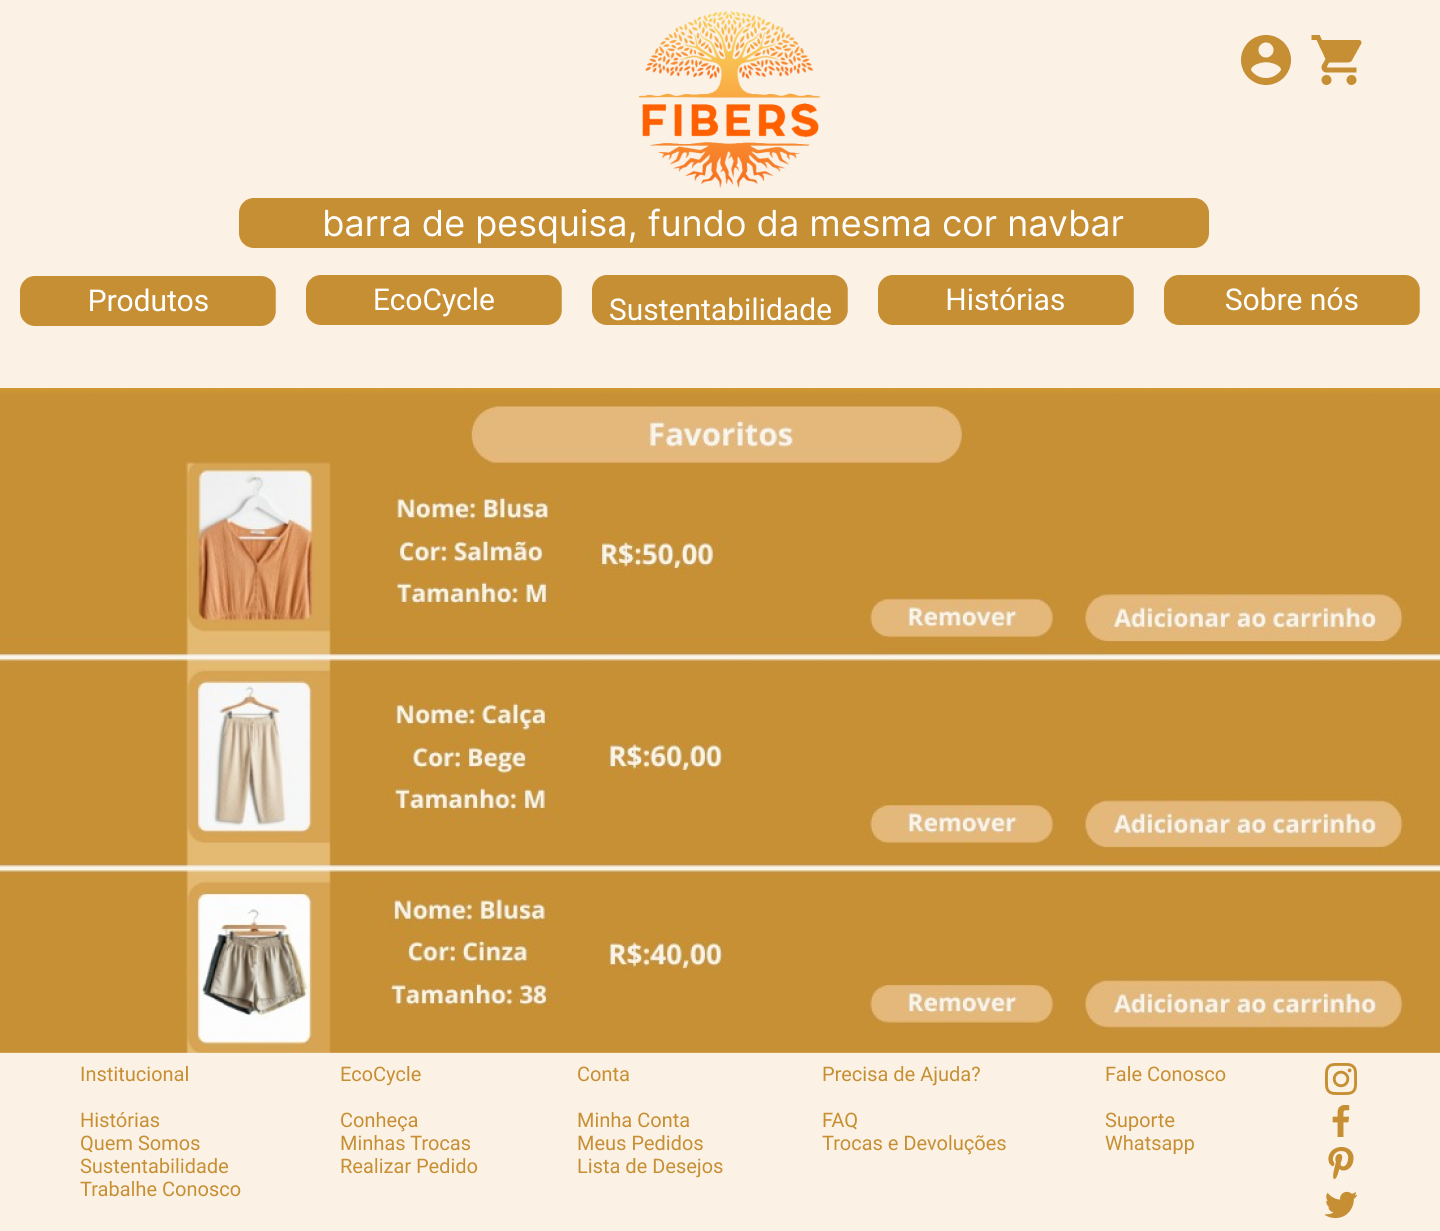 FIBERS
barra de pesquisa, fundo da mesma cor navbar
Produtos
EcoCycle
Sustentabilidade
Histórias
Sobre nós
Favoritos
Nome: Blusa
Cor: Salmão
Tamanho: M
R$:50,00
Remover
Adicionar ao carrinho
Nome: Calça
Cor: Bege
Tamanho: M
R$:60,00
Remover
Adicionar ao carrinho
Nome: Blusa
Cor: Cinza
Tamanho: 38
R$:40,00
Remover
Adicionar ao carrinho
Institucional
Histórias
Quem Somos
Sustentabilidade
Trabalhe Conosco
EcoCycle
Conheça
Minhas Trocas
Realizar Pedido
Conta
Minha Conta
Meus Pedidos
Lista de Desejos
Precisa de Ajuda?
FAQ
Trocas e Devoluções
Fale Conosco
Suporte
Whatsapp